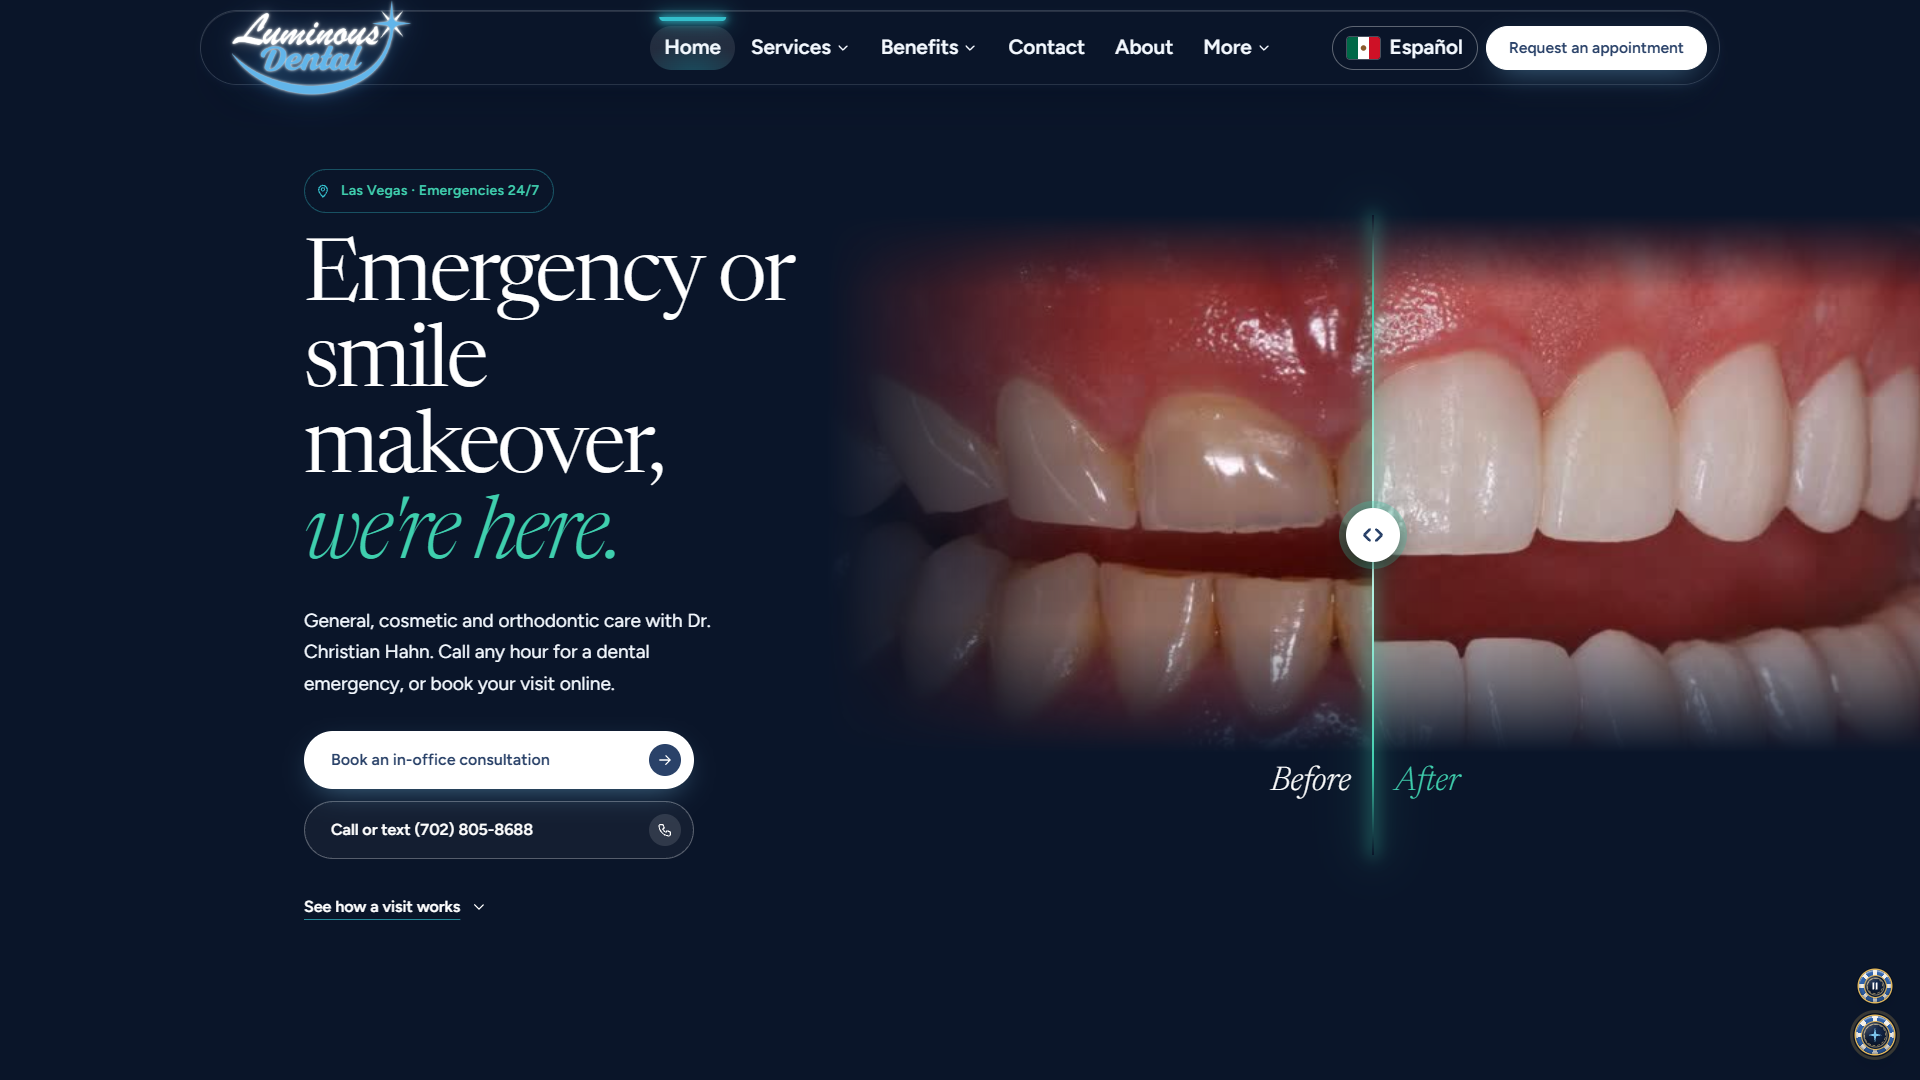 Luminous
Dental
Home
Services
Benefits
Contact
About
More
Español
Request an appointment
Las Vegas · Emergencies 24/7
Emergency or
smile
makeover,
we're here.
General, cosmetic and orthodontic care with Dr.
Christian Hahn. Call any hour for a dental
emergency, or book your visit online.
Book an in-office consultation
Call or text (702) 805-8688
See how a visit works
Before
After